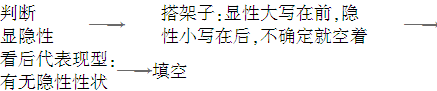 判断
显隐性
搭架子：显性大写在前，隐
性小写在后，不确定就空着
看后代表现型：
有无隐性性状
填空